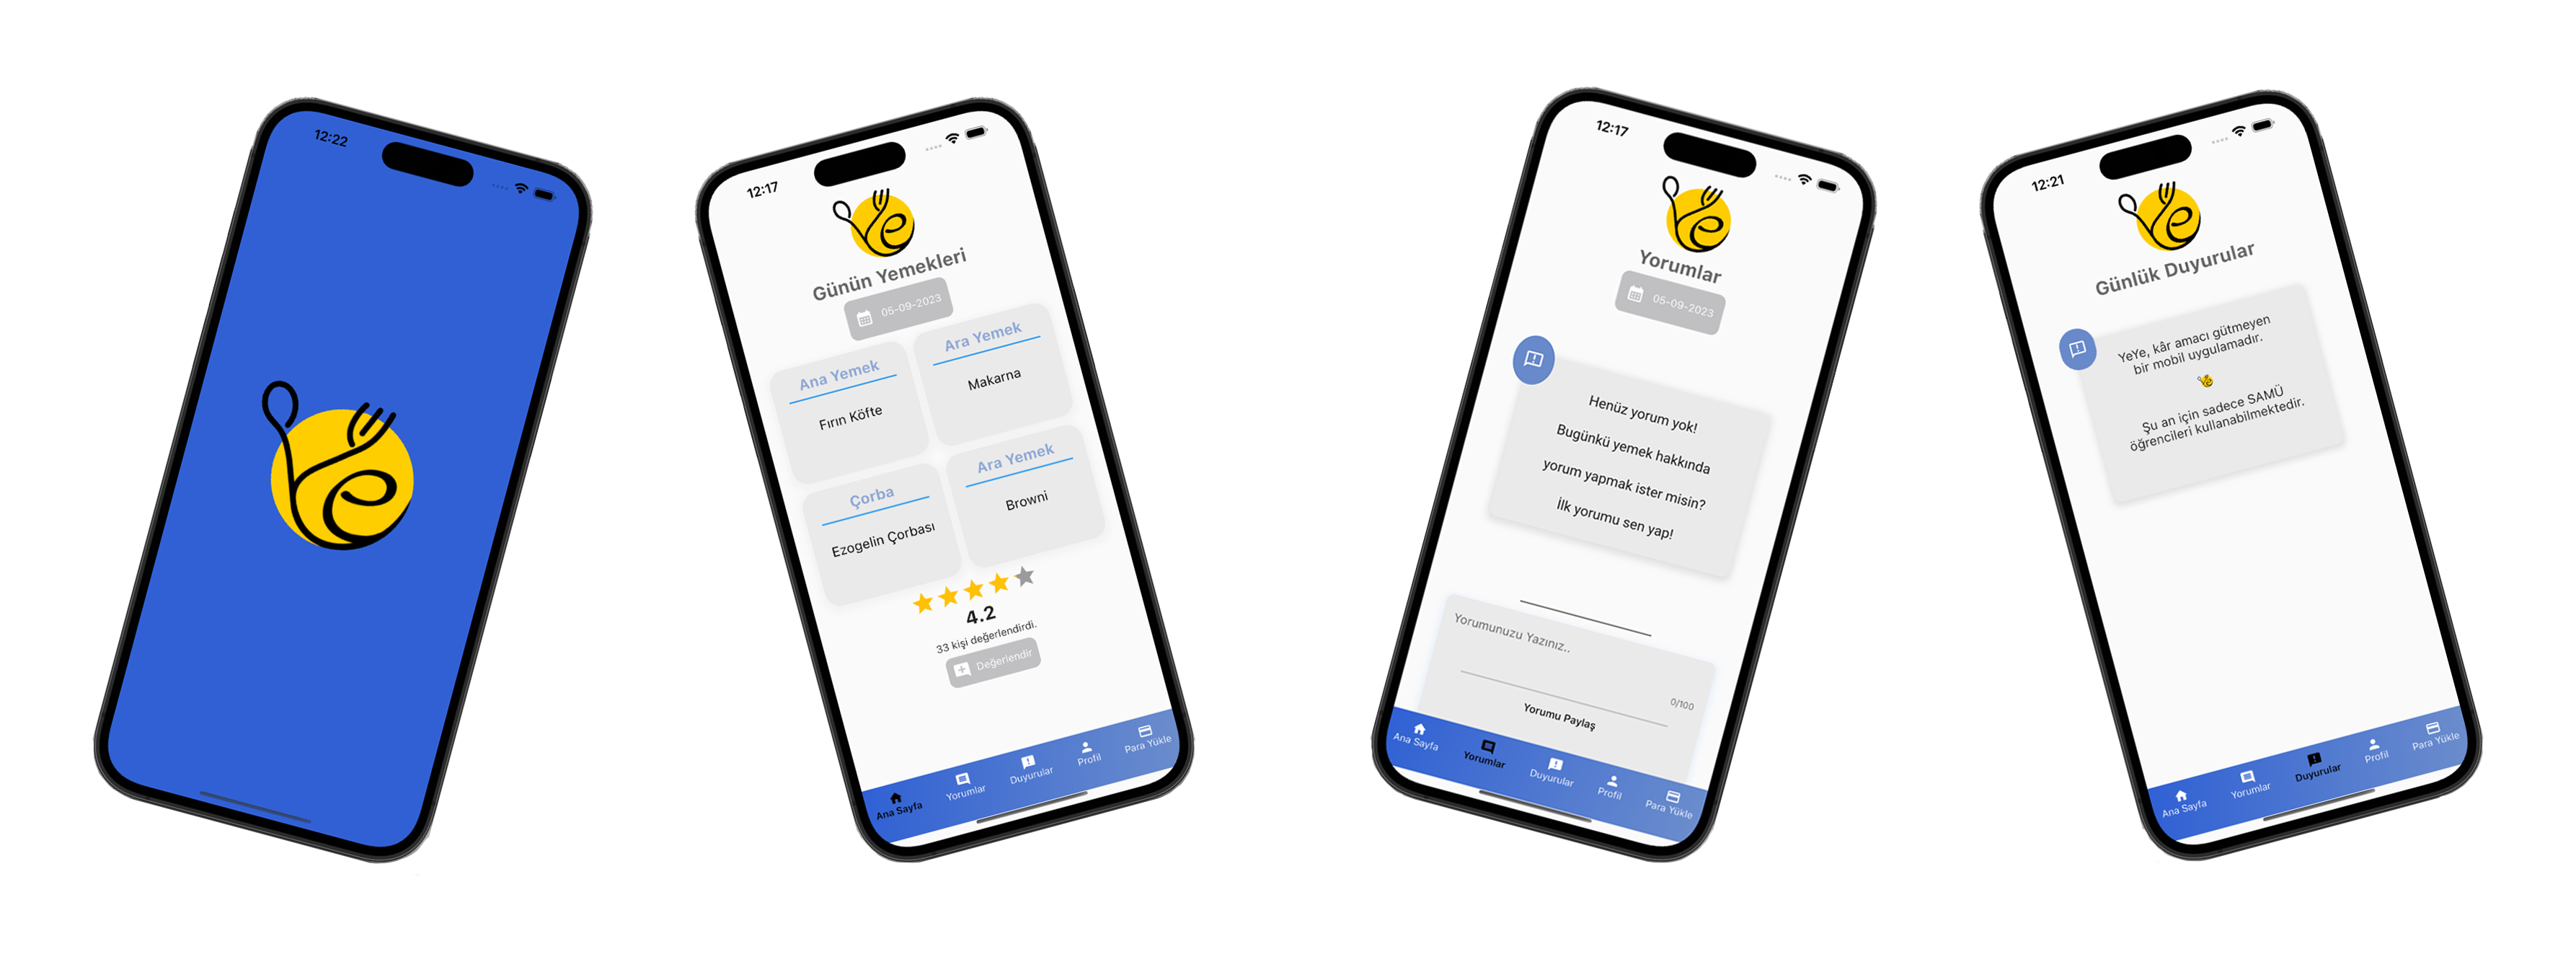 12:22
12:17
Ye
Günün Yemekleri
05-09-2023
Ana Yemek
Fırın Köfte
Ara Yemek
Makarna
Çorba
Ezogelin Çorbası
Ara Yemek
Browni
4.2
33 kişi değerlendirdi.
Değerlendir
Ana Sayfa
Yorumlar
Duyurular
Profil
Para Yükle
12:17
Ye
Yorumlar
05-09-2023
Henüz yorum yok!
Bugünkü yemek hakkında
yorum yapmak ister misin?
İlk yorumu sen yap!
Yorumunuzu Yazınız..
0/100
Yorumu Paylaş
Ana Sayfa
Yorumlar
Duyurular
Profil
Para Yükle
12:21
Ye
Günlük Duyurular
YeYe, kâr amacı gütmeyen
bir mobil uygulamadır.
Şu an için sadece SAMÜ
öğrencileri kullanabilmektedir.
Ana Sayfa
Yorumlar
Duyurular
Profil
Para Yükle